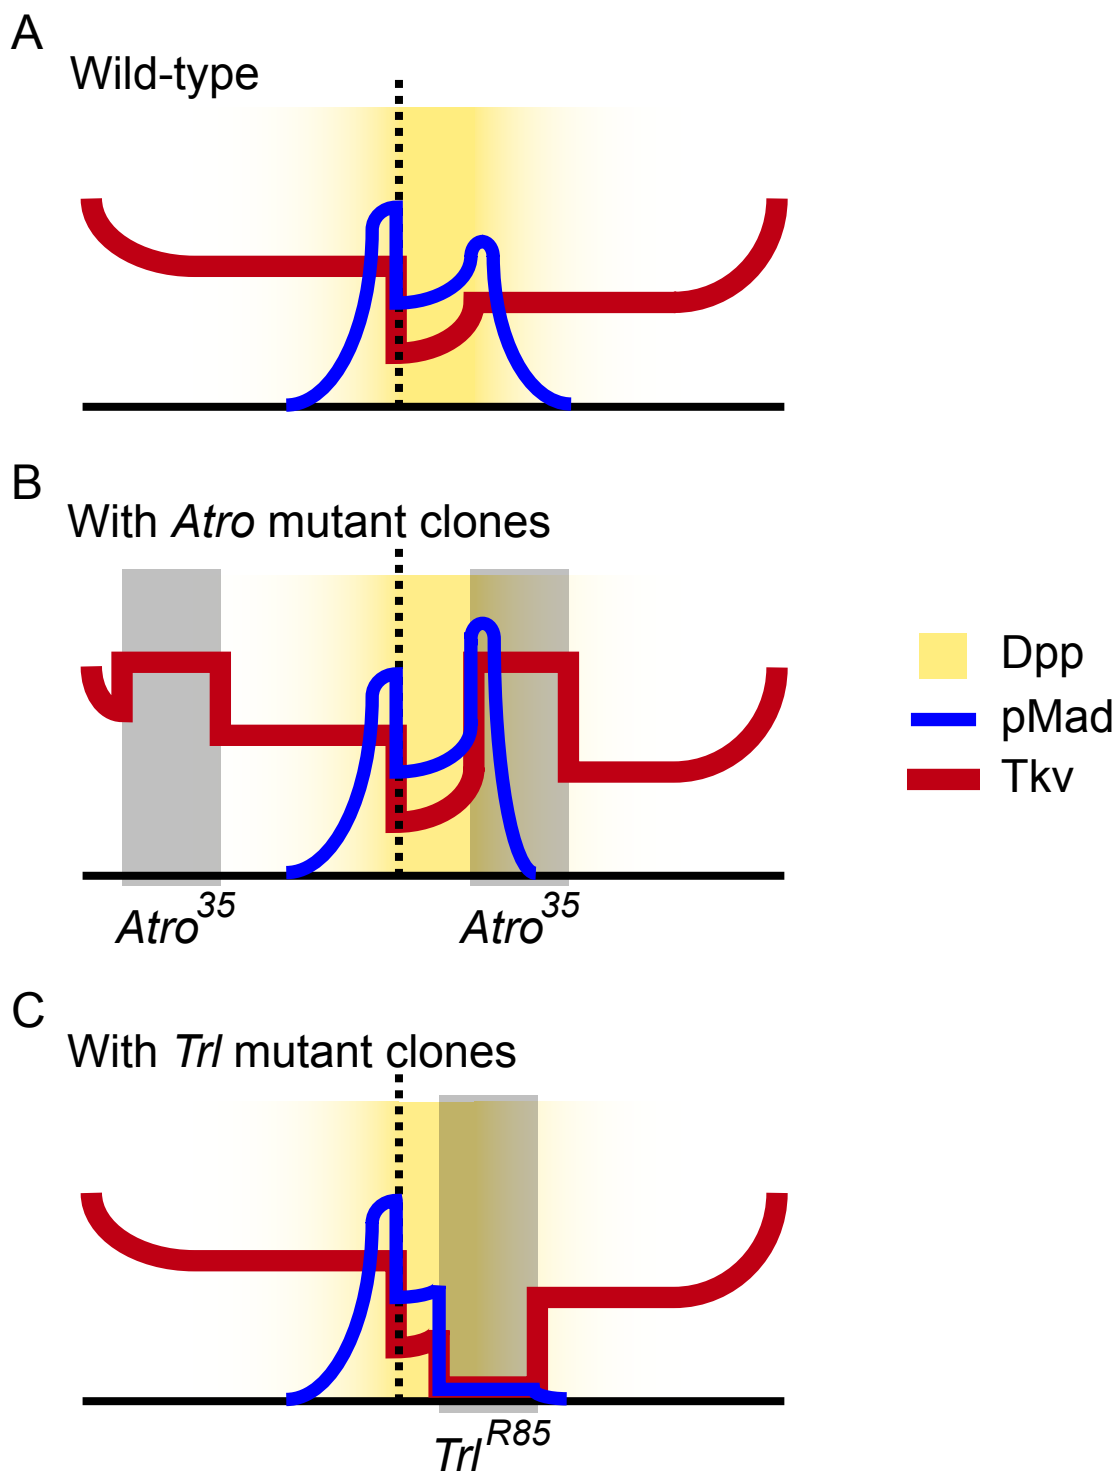 A
Wild-type
B
With Atro mutant clones
Dpp
pMad
Tkv
Atro35 Atro35
C
With Trl mutant clones
TrlR85